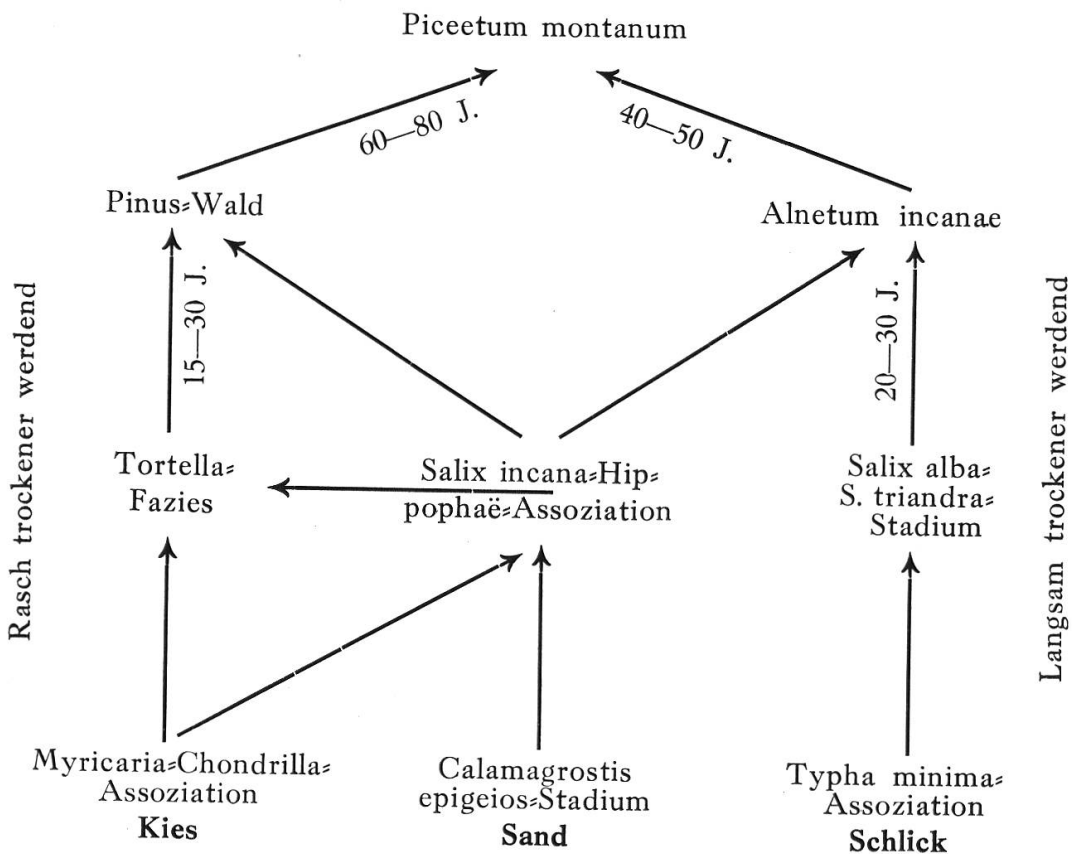 Piceetum montanum
60—80 J.
40—50 J.
Pinus⸗Wald
Alnetum incanae
Rasch trockener werdend
15—30 J.
20—30 J.
Langsam trockener werdend
Tortella⸗
Fazies
Salix incana⸗Hip⸗
pophaë⸗Assoziation
Salix alba⸗
S. triandra⸗
Stadium
Myricaria⸗Chondrilla⸗
Assoziation
Kies
Calamagrostis
epigeios⸗Stadium
Sand
Typha minima⸗
Assoziation
Schlick